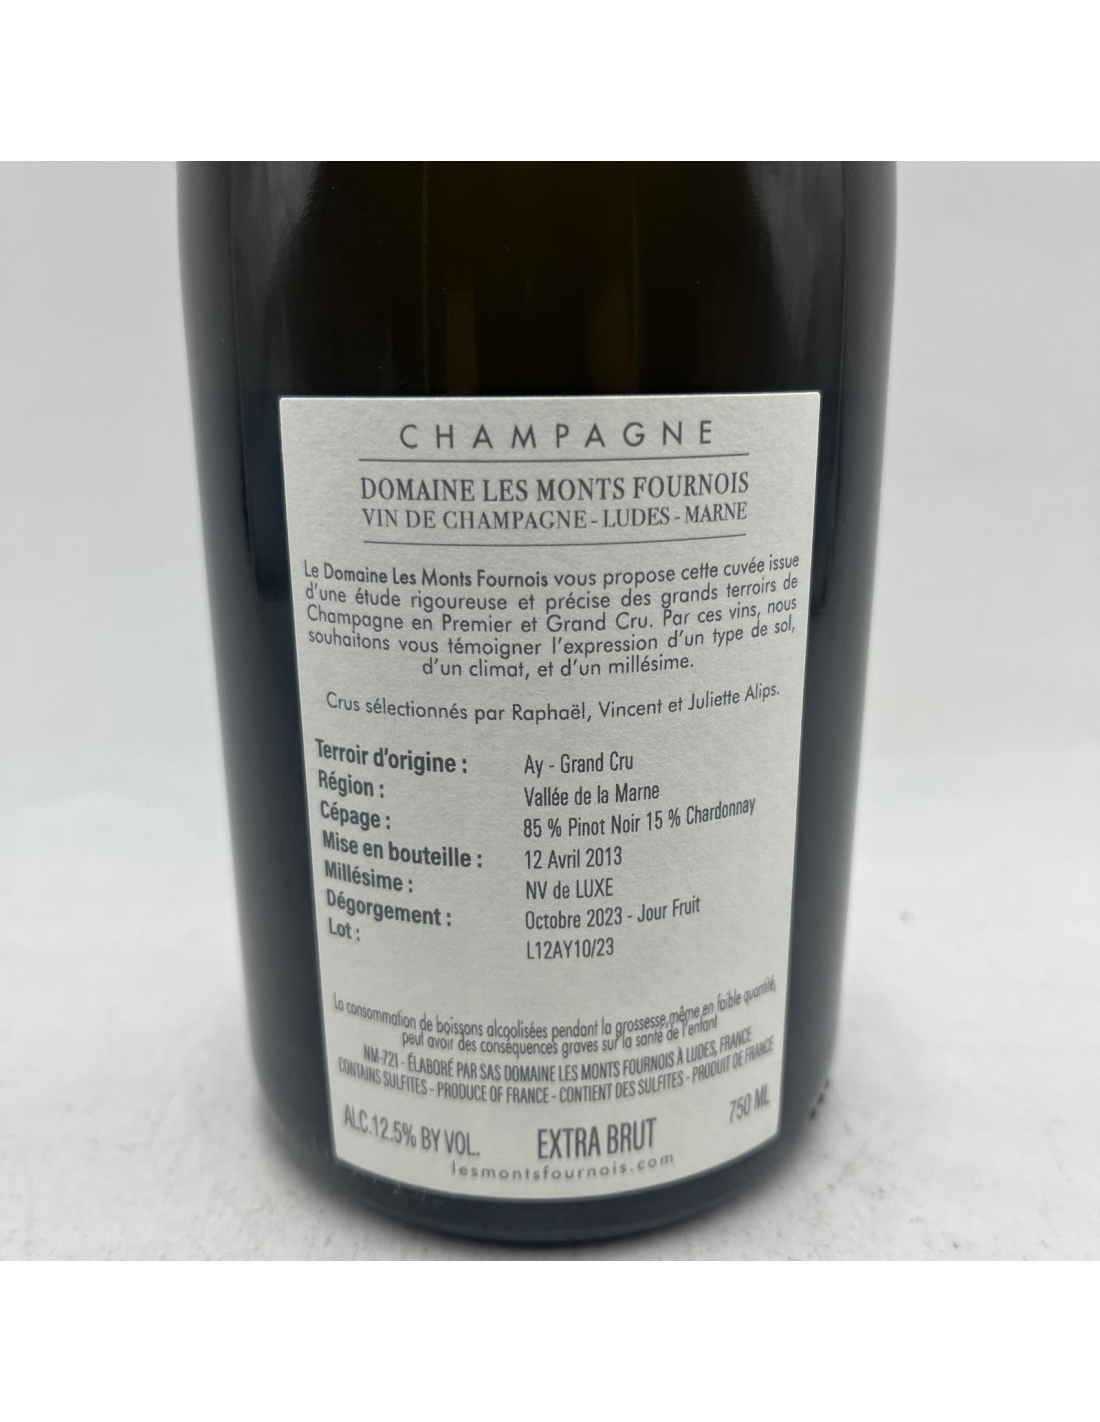 CHAMPAGNE
DOMAINE LES MONTS FOURNOIS
VIN DE CHAMPAGNE - LUDES - MARNE
Le Domaine Les Monts Fournois vous propose cette cuvée issue
d'une étude rigoureuse et précise des grands terroirs de
Champagne en Premier et Grand Cru. Par ces vins, nous
souhaitons vous témoigner l'expression d'un type de sol,
d'un climat, et d'un millésime.
Crus sélectionnés par Raphaël, Vincent et Juliette Alips.
Terroir d'origine : Ay - Grand Cru
Région : Vallée de la Marne
Cépage : 85 % Pinot Noir 15 % Chardonnay
Mise en bouteille : 12 Avril 2013
Millésime : NV de LUXE
Dégorgement : Octobre 2023 - Jour Fruit
Lot : L12AY10/23
La consommation de boissons alcoolisées pendant la grossesse, même en faible quantité,
peut avoir des conséquences graves sur la santé de l'enfant
NM-721 - ÉLABORÉ PAR SAS DOMAINE LES MONTS FOURNOIS À LUDES, FRANCE
CONTAINS SULFITES - PRODUCE OF FRANCE - CONTIENT DES SULFITES - PRODUIT DE FRANCE
ALC.12.5% BY VOL. EXTRA BRUT 750 ML
lesmontsfournois.com